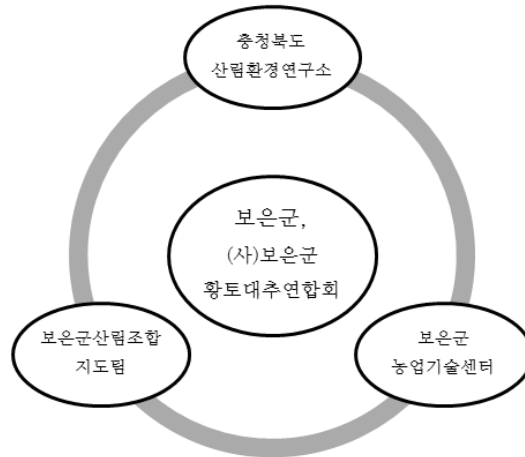 충청북도
산림환경연구소
보은군,
(사)보은군
황토대추연합회
보은군산림조합
지도팀
보은군
농업기술센터